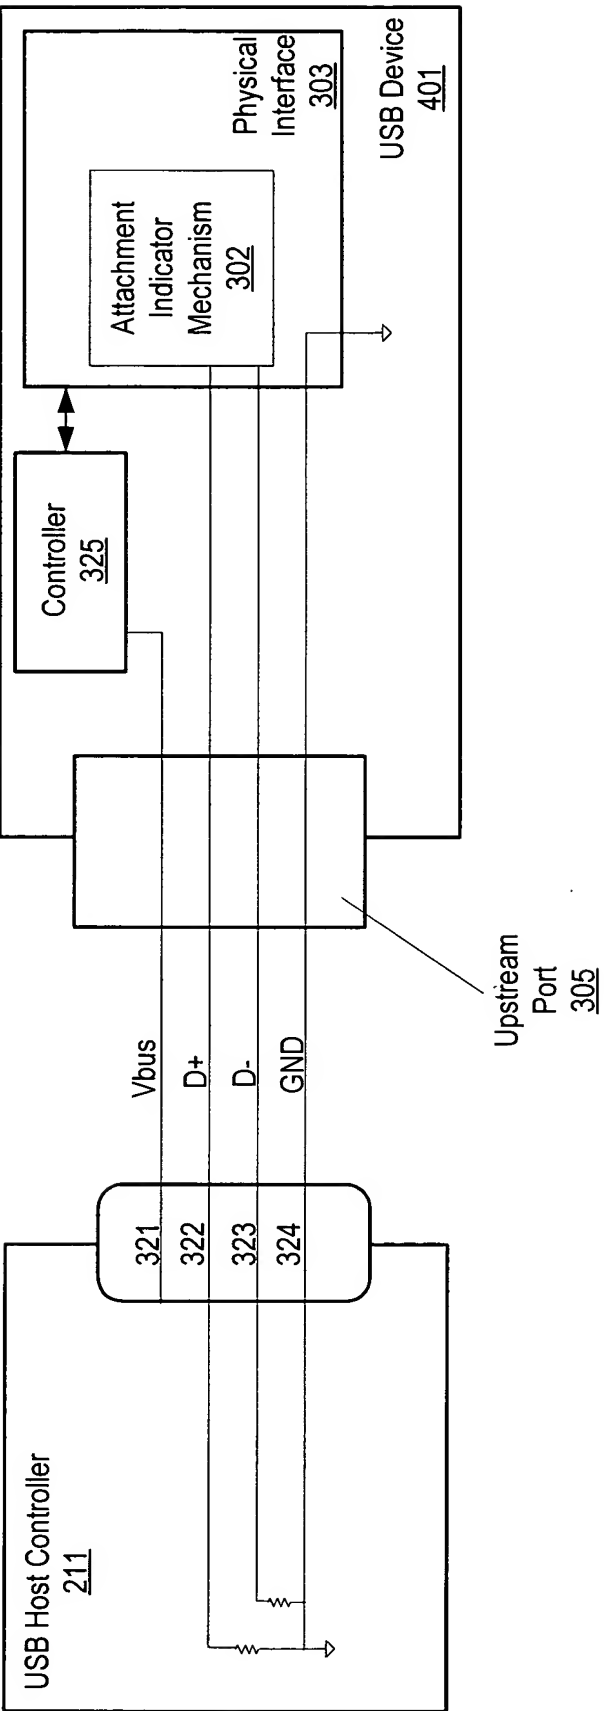 USB Host Controller
211
321
322
323
324
Vbus
D+
D-
GND
Upstream
Port
305
Controller
325
Attachment
Indicator
Mechanism
302
Physical
Interface
303
USB Device
401